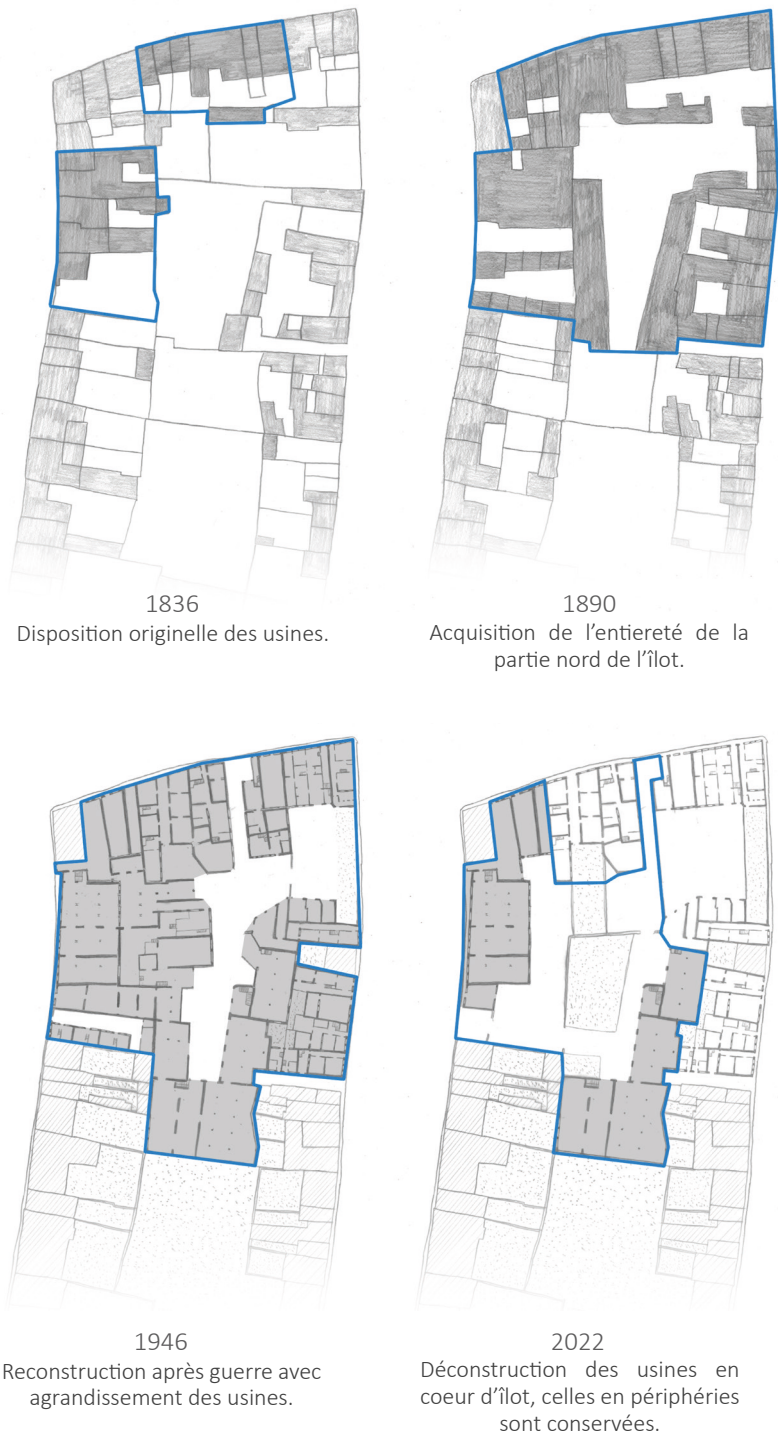 1836
Disposition originelle des usines.
1890
Acquisition de l'entiereté de la
partie nord de l'îlot.
1946
Reconstruction après guerre avec
agrandissement des usines.
2022
Déconstruction des usines en
coeur d'îlot, celles en périphéries
sont conservées.